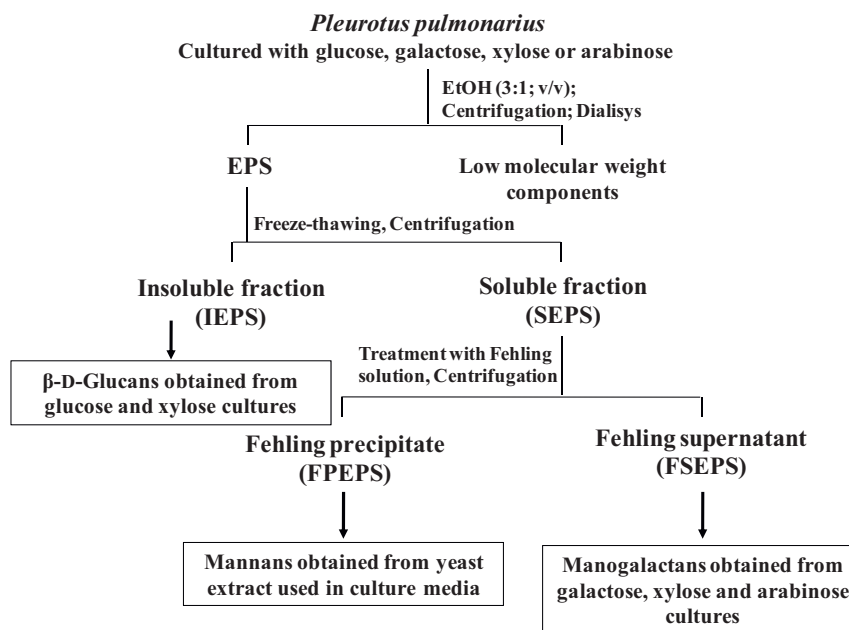 Pleurotus pulmonarius
Cultured with glucose, galactose, xylose or arabinose
EtOH (3:1; v/v);
Centrifugation; Dialisys
EPS
Low molecular weight
components
Freeze-thawing, Centrifugation
Insoluble fraction
(IEPS)
Soluble fraction
(SEPS)
β-D-Glucans obtained from
glucose and xylose cultures
Treatment with Fehling
solution, Centrifugation
Fehling precipitate
(FPEPS)
Fehling supernatant
(FSEPS)
Mannans obtained from yeast
extract used in culture media
Manogalactans obtained from
galactose, xylose and arabinose
cultures